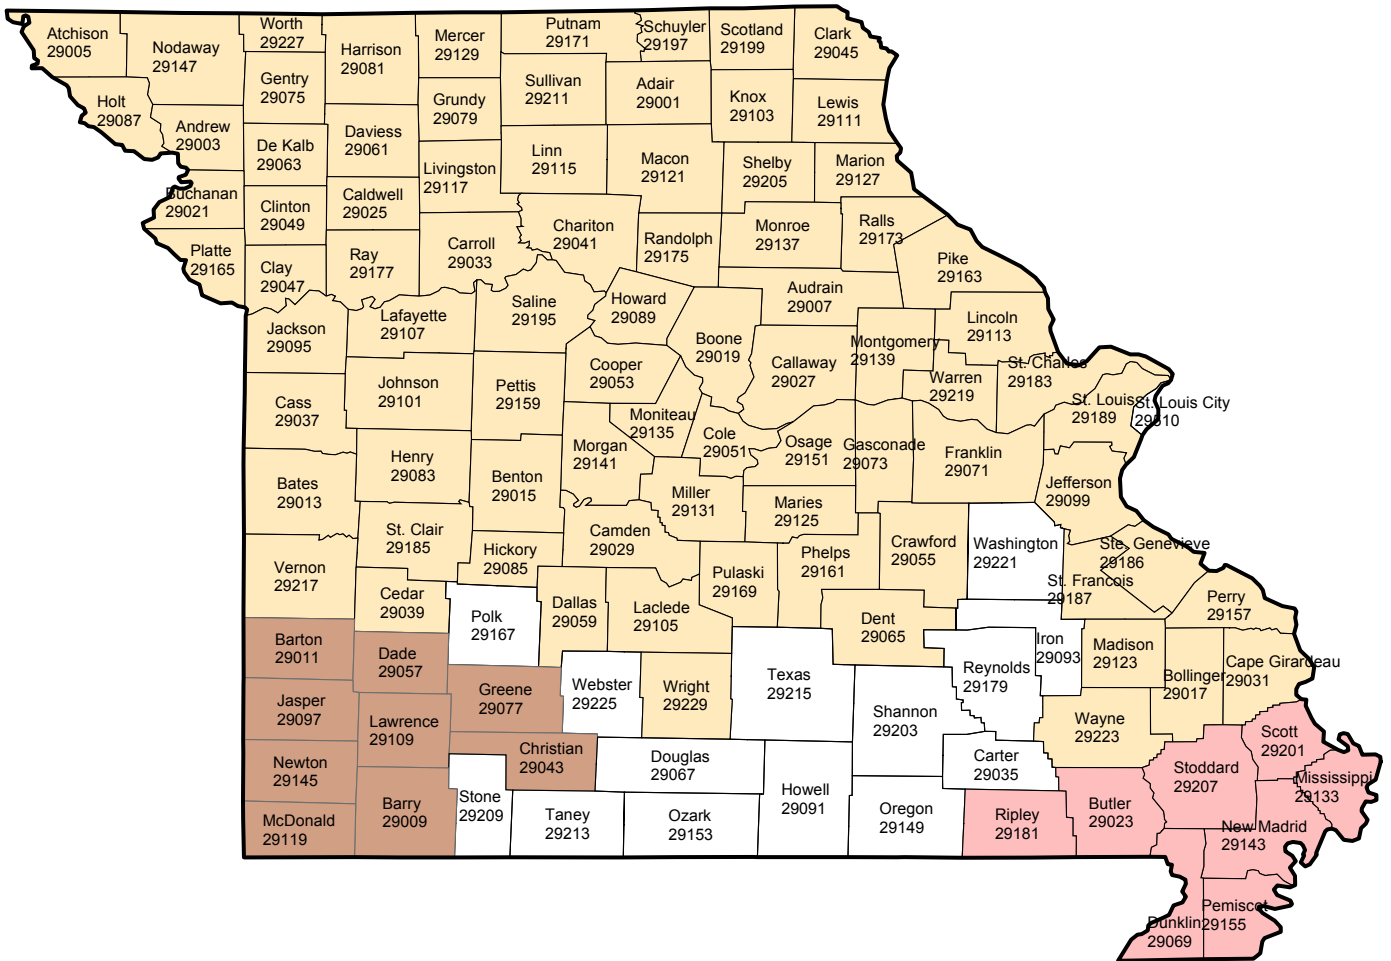 Atchison
29005
Nodaway
29147
Worth
29227
Harrison
29081
Mercer
29129
Putnam
29171
Schuyler
29197
Scotland
29199
Clark
29045
Holt
29087
Andrew
29003
Gentry
29075
De Kalb
29063
Daviess
29061
Grundy
29079
Sullivan
29211
Adair
29001
Knox
29103
Lewis
29111
Livingston
29117
Linn
29115
Macon
29121
Shelby
29205
Marion
29127
Buchanan
29021
Clinton
29049
Caldwell
29025
Platte
29165
Clay
29047
Ray
29177
Carroll
29033
Chariton
29041
Randolph
29175
Monroe
29137
Ralls
29173
Pike
29163
Audrain
29007
Jackson
29095
Lafayette
29107
Saline
29195
Howard
29089
Boone
29019
Callaway
29027
Montgomery
29139
Lincoln
29113
Warren
29219
St. Charles
29183
St. Louis
29189
St. Louis City
29510
Cass
29037
Johnson
29101
Pettis
29159
Cooper
29053
Moniteau
29135
Morgan
29141
Cole
29051
Osage
29151
Gasconade
29073
Franklin
29071
Jefferson
29099
Bates
29013
Henry
29083
Benton
29015
Miller
29131
Maries
29125
Camden
29029
St. Clair
29185
Hickory
29085
Vernon
29217
Cedar
29039
Polk
29167
Dallas
29059
Laclede
29105
Pulaski
29169
Phelps
29161
Crawford
29055
Washington
29221
Ste. Genevieve
29186
St. Francois
29187
Perry
29157
Dent
29065
Iron
29093
Madison
29123
Bollinger
29017
Cape Girardeau
29031
Barton
29011
Dade
29057
Greene
29077
Webster
29225
Wright
29229
Texas
29215
Reynolds
29179
Shannon
29203
Wayne
29223
Jasper
29097
Lawrence
29109
Christian
29043
Douglas
29067
Howell
29091
Carter
29035
Scott
29201
Mississippi
29133
Stoddard
29207
Newton
29145
McDonald
29119
Barry
29009
Stone
29209
Taney
29213
Ozark
29153
Oregon
29149
Ripley
29181
Butler
29023
New Madrid
29143
Pemiscot
29155
Dunklin
29069